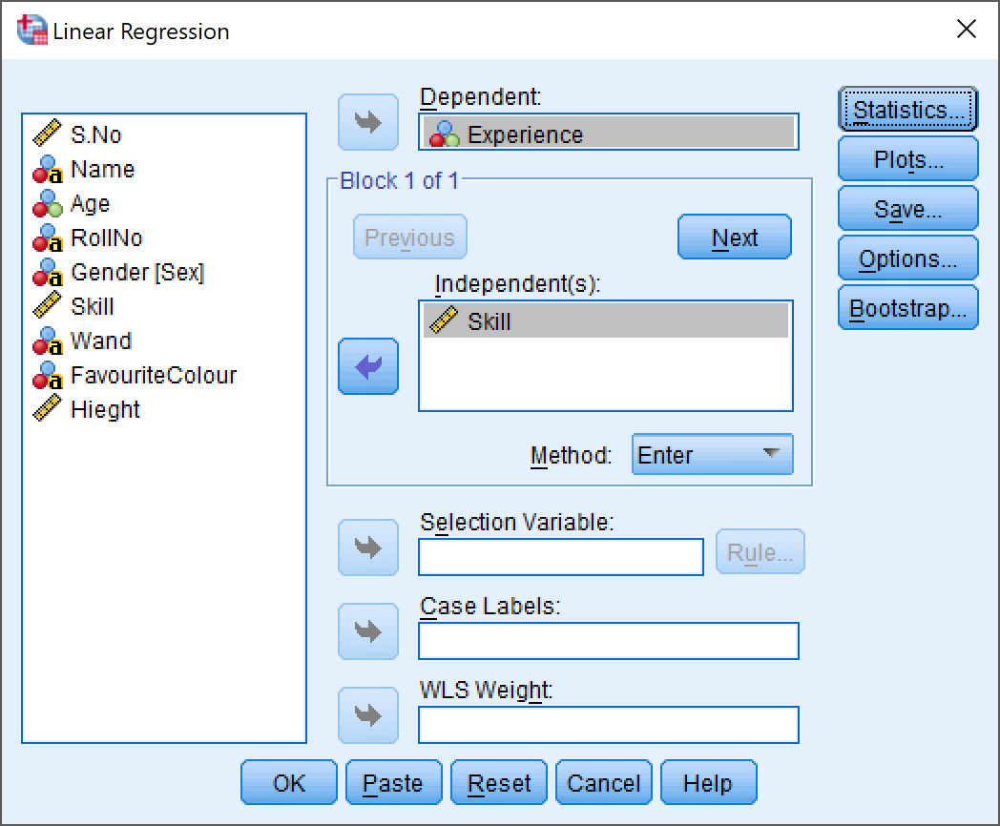 Linear Regression
S.No
Name
Age
RollNo
Gender [Sex]
Skill
Wand
FavouriteColour
Hieght
Dependent:
Experience
Block 1 of 1
Previous
Next
Independent(s):
Skill
Method:
Enter
Selection Variable:
Rule...
Case Labels:
WLS Weight:
Statistics...
Plots...
Save...
Options...
Bootstrap...
OK
Paste
Reset
Cancel
Help